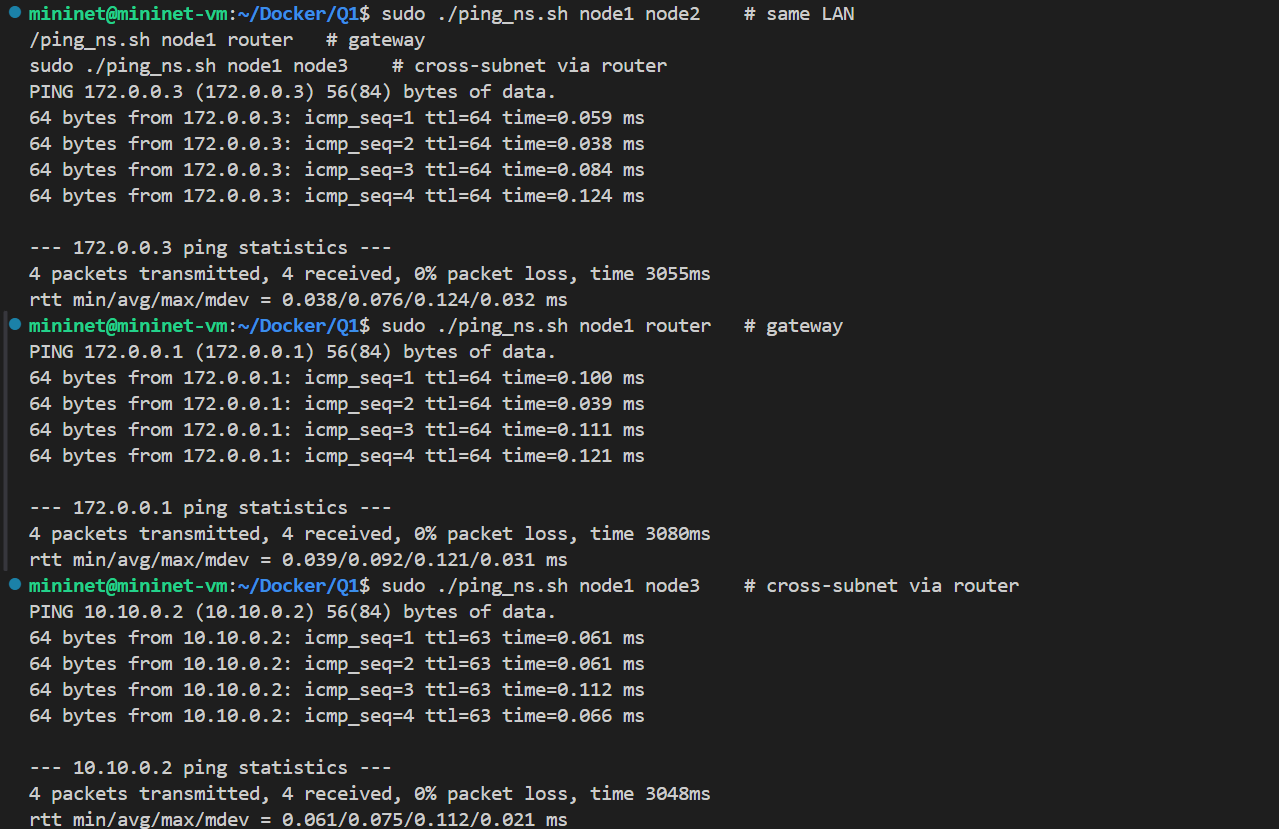 mininet@mininet-vm:~/Docker/Q1$ sudo ./ping_ns.sh node1 node2    # same LAN
/ping_ns.sh node1 router   # gateway
sudo ./ping_ns.sh node1 node3    # cross-subnet via router
PING 172.0.0.3 (172.0.0.3) 56(84) bytes of data.
64 bytes from 172.0.0.3: icmp_seq=1 ttl=64 time=0.059 ms
64 bytes from 172.0.0.3: icmp_seq=2 ttl=64 time=0.038 ms
64 bytes from 172.0.0.3: icmp_seq=3 ttl=64 time=0.084 ms
64 bytes from 172.0.0.3: icmp_seq=4 ttl=64 time=0.124 ms

--- 172.0.0.3 ping statistics ---
4 packets transmitted, 4 received, 0% packet loss, time 3055ms
rtt min/avg/max/mdev = 0.038/0.076/0.124/0.032 ms
mininet@mininet-vm:~/Docker/Q1$ sudo ./ping_ns.sh node1 router   # gateway
PING 172.0.0.1 (172.0.0.1) 56(84) bytes of data.
64 bytes from 172.0.0.1: icmp_seq=1 ttl=64 time=0.100 ms
64 bytes from 172.0.0.1: icmp_seq=2 ttl=64 time=0.039 ms
64 bytes from 172.0.0.1: icmp_seq=3 ttl=64 time=0.111 ms
64 bytes from 172.0.0.1: icmp_seq=4 ttl=64 time=0.121 ms

--- 172.0.0.1 ping statistics ---
4 packets transmitted, 4 received, 0% packet loss, time 3080ms
rtt min/avg/max/mdev = 0.039/0.092/0.121/0.031 ms
mininet@mininet-vm:~/Docker/Q1$ sudo ./ping_ns.sh node1 node3    # cross-subnet via router
PING 10.10.0.2 (10.10.0.2) 56(84) bytes of data.
64 bytes from 10.10.0.2: icmp_seq=1 ttl=63 time=0.061 ms
64 bytes from 10.10.0.2: icmp_seq=2 ttl=63 time=0.061 ms
64 bytes from 10.10.0.2: icmp_seq=3 ttl=63 time=0.112 ms
64 bytes from 10.10.0.2: icmp_seq=4 ttl=63 time=0.066 ms

--- 10.10.0.2 ping statistics ---
4 packets transmitted, 4 received, 0% packet loss, time 3048ms
rtt min/avg/max/mdev = 0.061/0.075/0.112/0.021 ms